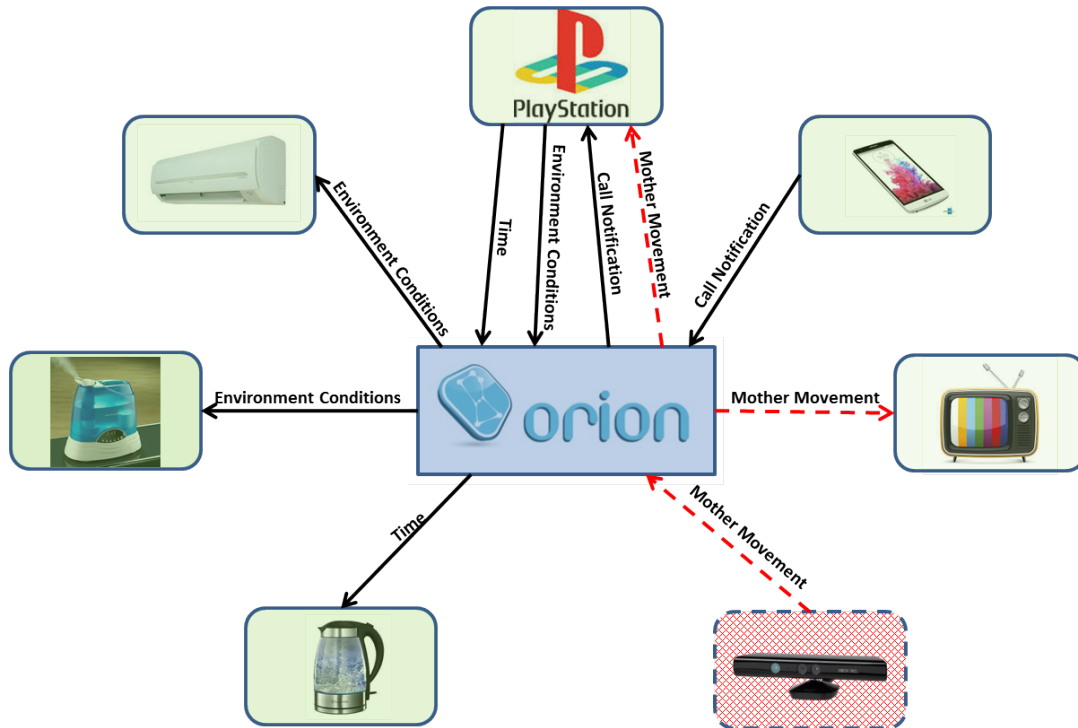 PlayStation
Environment Conditions
Time
Environment Conditions
Call Notification
Mother Movement
Call Notification
Environment Conditions
orion
Mother Movement
Time
Mother Movement